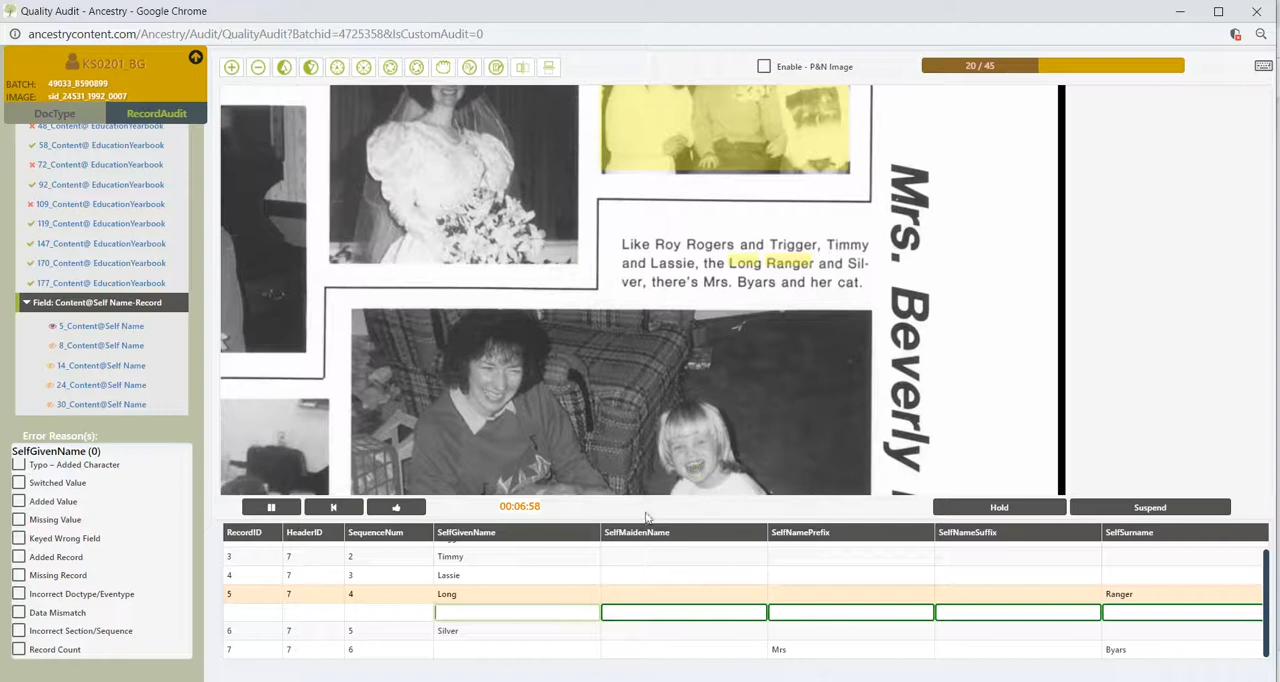 Quality Audit - Ancestry - Google Chrome
ancestrycontent.com/Ancestry/Audit/QualityAudit?Batchid=4725358&IsCustomAudit=0
KS0201_BG
BATCH: 49033_B590899
IMAGE: sid_24531_1992_0007
DocType RecordAudit
Enable - P&N Image
20 / 45
48_Content@ EducationYearbook
58_Content@ EducationYearbook
72_Content@ EducationYearbook
92_Content@ EducationYearbook
109_Content@ EducationYearbook
119_Content@ EducationYearbook
147_Content@ EducationYearbook
170_Content@ EducationYearbook
177_Content@ EducationYearbook
Field: Content@Self Name-Record
5_Content@Self Name
8_Content@Self Name
14_Content@Self Name
24_Content@Self Name
30_Content@Self Name
Error Reason(s):
SelfGivenName (0)
Typo – Added Character
Switched Value
Added Value
Missing Value
Keyed Wrong Field
Added Record
Missing Record
Incorrect Doctype/Eventype
Data Mismatch
Incorrect Section/Sequence
Record Count
Like Roy Rogers and Trigger, Timmy
and Lassie, the Long Ranger and Sil-
ver, there's Mrs. Byars and her cat.
Mrs. Beverly
00:06:58
Hold Suspend
RecordID HeaderID SequenceNum SelfGivenName SelfMaidenName SelfNamePrefix SelfNameSuffix SelfSurname
3 7 2 Timmy
4 7 3 Lassie
5 7 4 Long Ranger
6 7 5 Silver
7 7 6 Mrs Byars